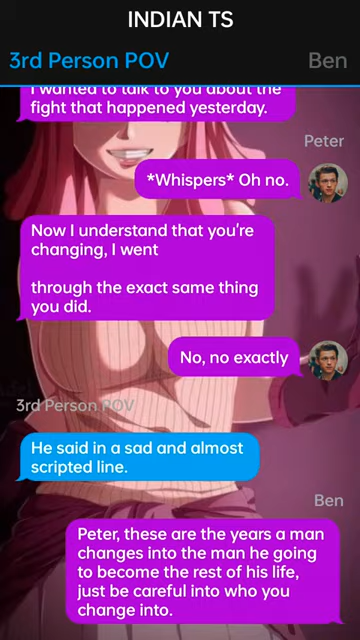 INDIAN TS
3rd Person POV
Ben
I wanted to talk to you about the
fight that happened yesterday.
Peter
*Whispers* Oh no.
Now I understand that you're
changing, I went
through the exact same thing
you did.
No, no exactly
3rd Person POV
He said in a sad and almost
scripted line.
Ben
Peter, these are the years a man
changes into the man he going
to become the rest of his life,
just be careful into who you
change into.